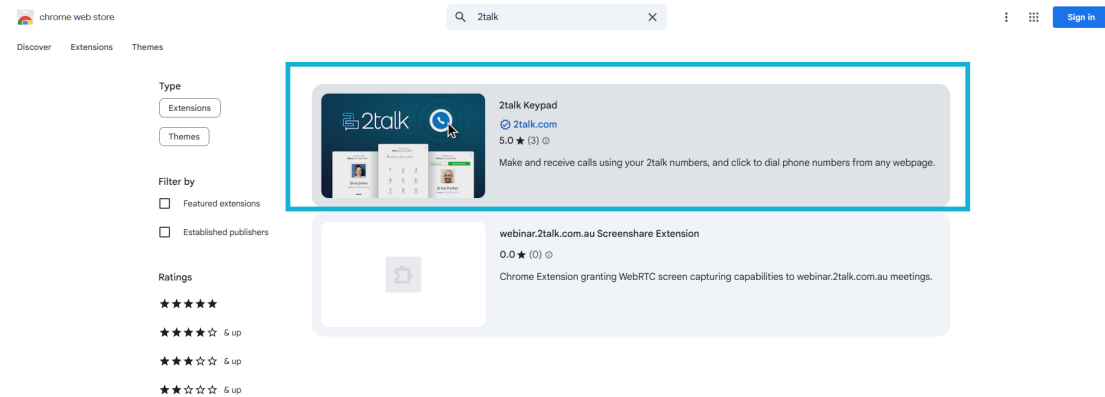 chrome web store
2talk
Sign in
Discover
Extensions
Themes
Type
Extensions
Themes
Filter by
Featured extensions
Established publishers
Ratings
& up
& up
& up
2talk
2talk Keypad
2talk.com
5.0 ★ (3)
Make and receive calls using your 2talk numbers, and click to dial phone numbers from any webpage.
webinar.2talk.com.au Screenshare Extension
0.0 ★ (0)
Chrome Extension granting WebRTC screen capturing capabilities to webinar.2talk.com.au meetings.